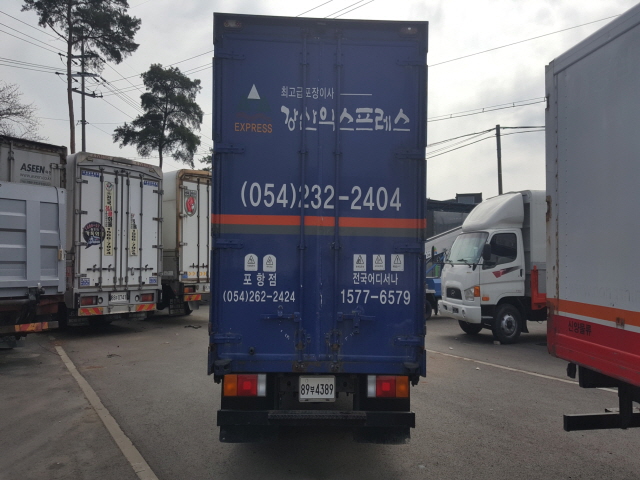 최고급포장이사
강산익스프레스
EXPRESS
(054)232-2404
포항점
(054)262-2424
전국어디서나
1577-6579
89부4389
ASEEN